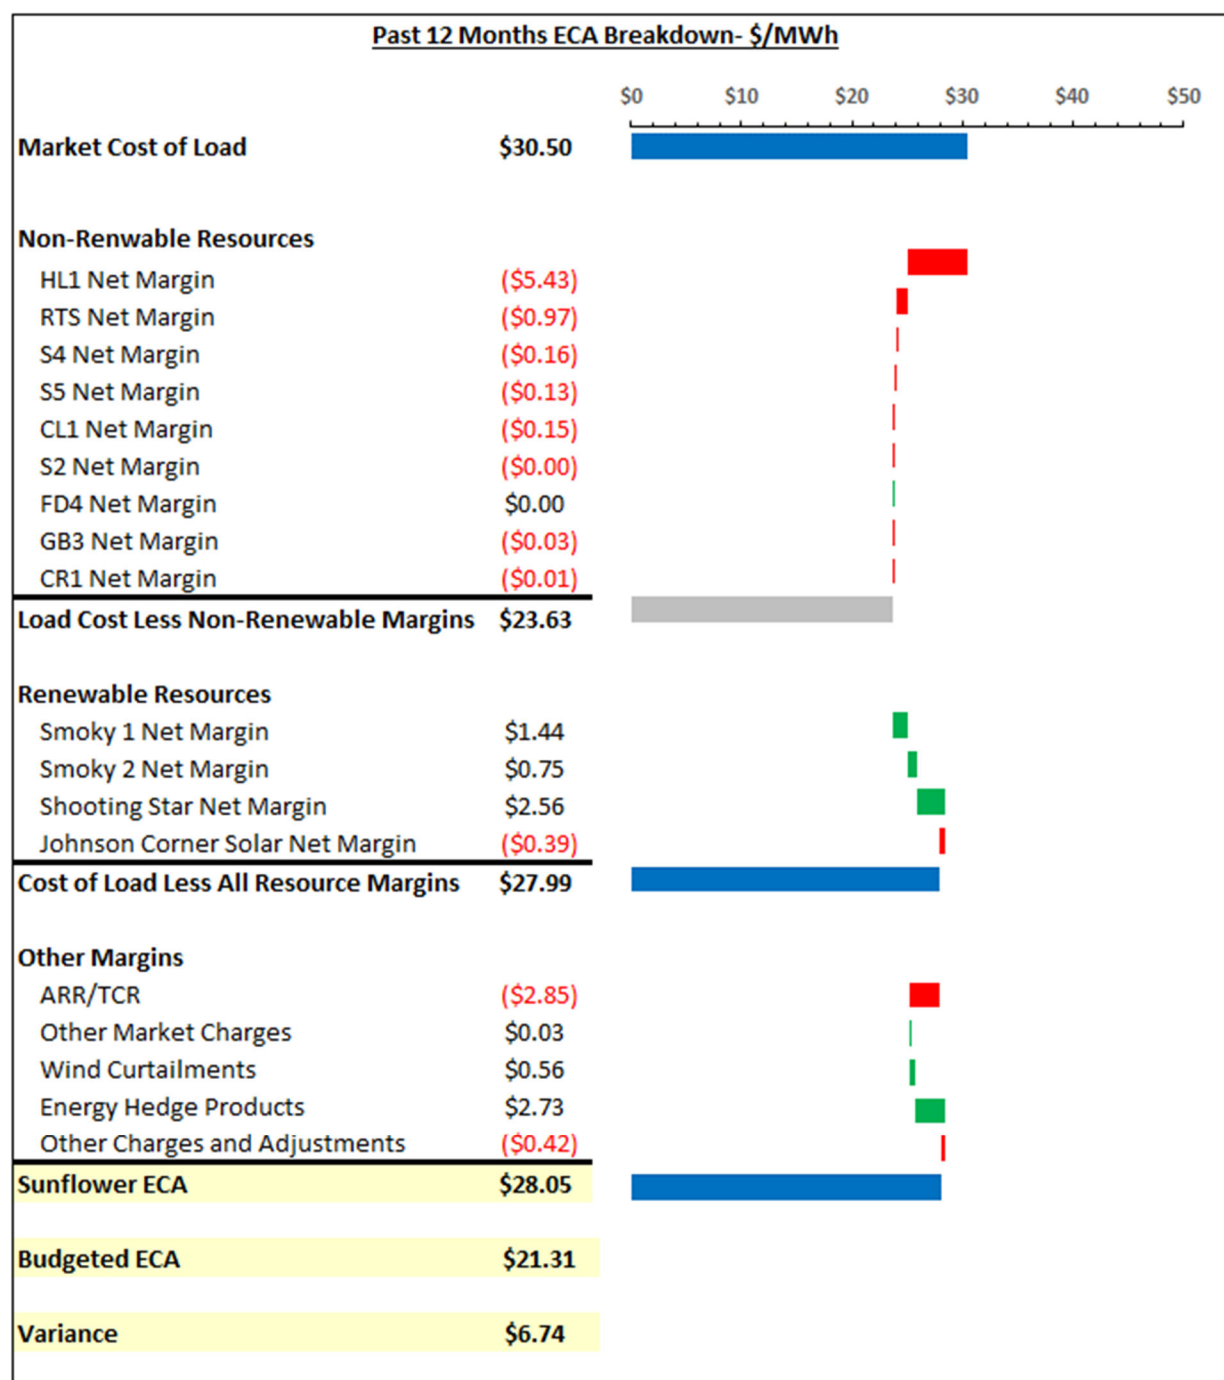 Past 12 Months ECA Breakdown- $/MWh
$0 $10 $20 $30 $40 $50
Market Cost of Load $30.50
Non-Renwable Resources
HL1 Net Margin ($5.43)
RTS Net Margin ($0.97)
S4 Net Margin ($0.16)
S5 Net Margin ($0.13)
CL1 Net Margin ($0.15)
S2 Net Margin ($0.00)
FD4 Net Margin $0.00
GB3 Net Margin ($0.03)
CR1 Net Margin ($0.01)
Load Cost Less Non-Renewable Margins $23.63
Renewable Resources
Smoky 1 Net Margin $1.44
Smoky 2 Net Margin $0.75
Shooting Star Net Margin $2.56
Johnson Corner Solar Net Margin ($0.39)
Cost of Load Less All Resource Margins $27.99
Other Margins
ARR/TCR ($2.85)
Other Market Charges $0.03
Wind Curtailments $0.56
Energy Hedge Products $2.73
Other Charges and Adjustments ($0.42)
Sunflower ECA $28.05
Budgeted ECA $21.31
Variance $6.74